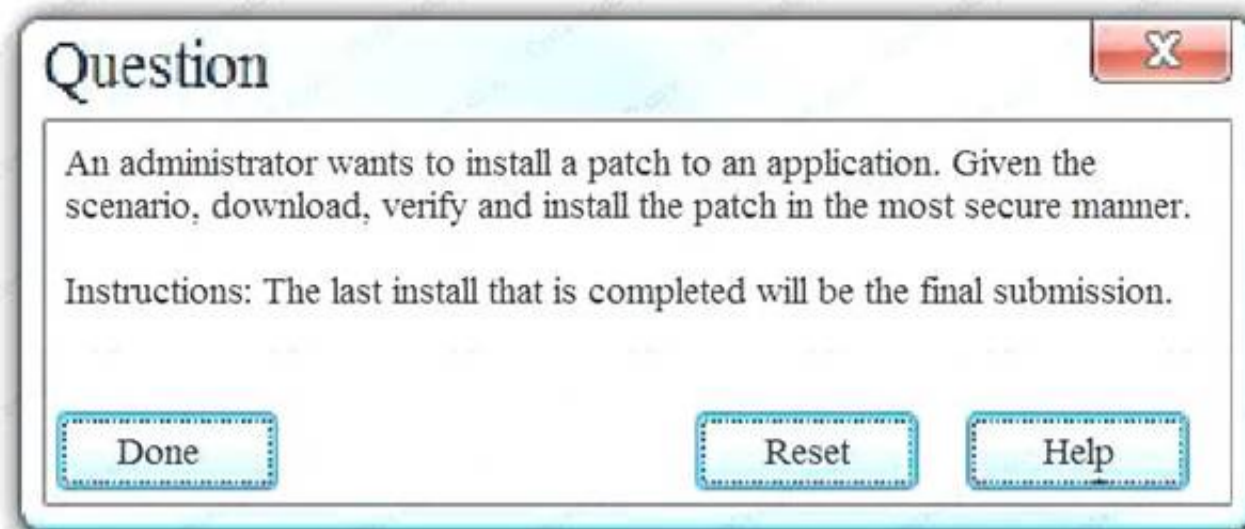 Question
X
An administrator wants to install a patch to an application. Given the
scenario, download, verify and install the patch in the most secure manner.
Instructions: The last install that is completed will be the final submission.
Done Reset Help